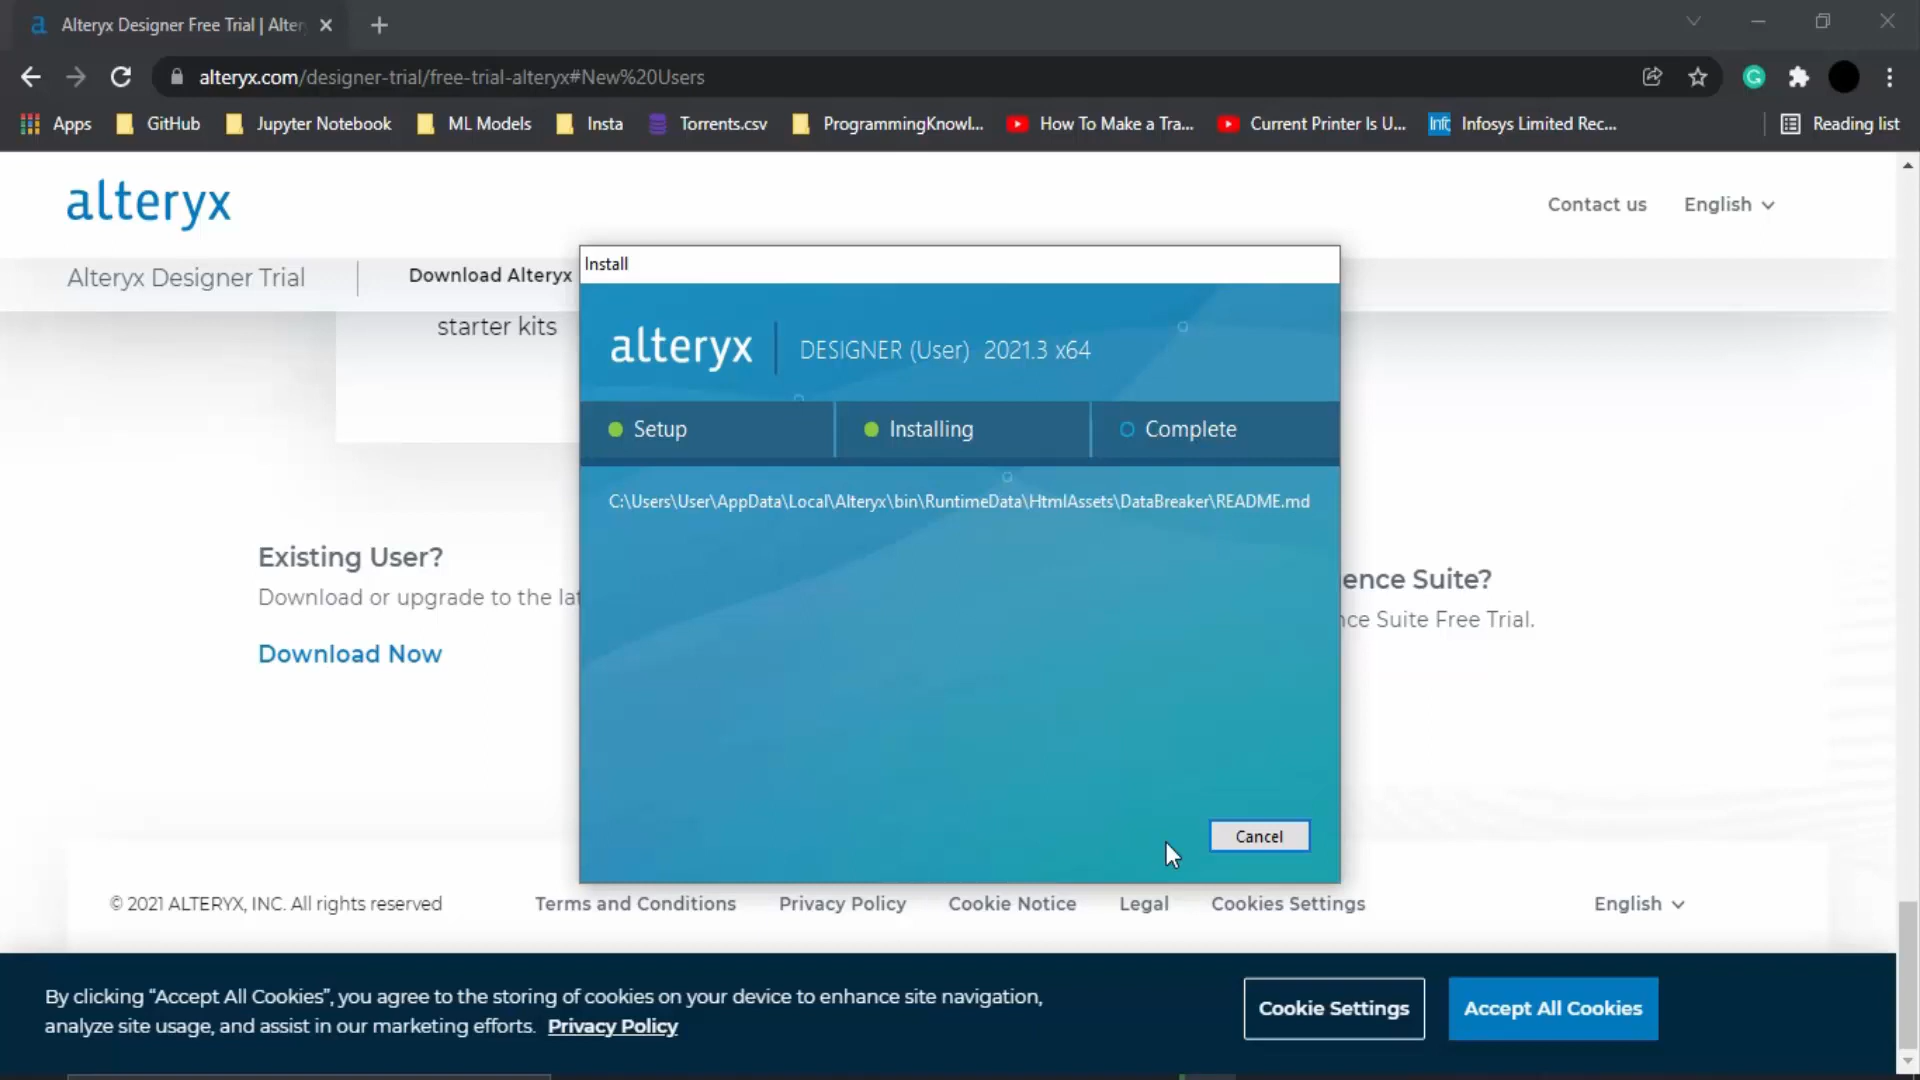 Alteryx Designer Free Trial | Alter
alteryx.com/designer-trial/free-trial-alteryx#New%20Users
Apps
GitHub
Jupyter Notebook
ML Models
Insta
Torrents.csv
ProgrammingKnowl...
How To Make a Tra...
Current Printer Is U...
Infosys Limited Rec...
Reading list
alteryx
Contact us
English
Alteryx Designer Trial
Download Alteryx
starter kits
Install
alteryx
DESIGNER (User) 2021.3 x64
Setup
Installing
Complete
C:\Users\User\AppData\Local\Alteryx\bin\RuntimeData\HtmlAssets\DataBreaker\README.md
Cancel
Existing User?
Download or upgrade to the lat
Download Now
ence Suite?
nce Suite Free Trial.
© 2021 ALTERYX, INC. All rights reserved
Terms and Conditions
Privacy Policy
Cookie Notice
Legal
Cookies Settings
English
By clicking “Accept All Cookies”, you agree to the storing of cookies on your device to enhance site navigation,
analyze site usage, and assist in our marketing efforts. Privacy Policy
Cookie Settings
Accept All Cookies